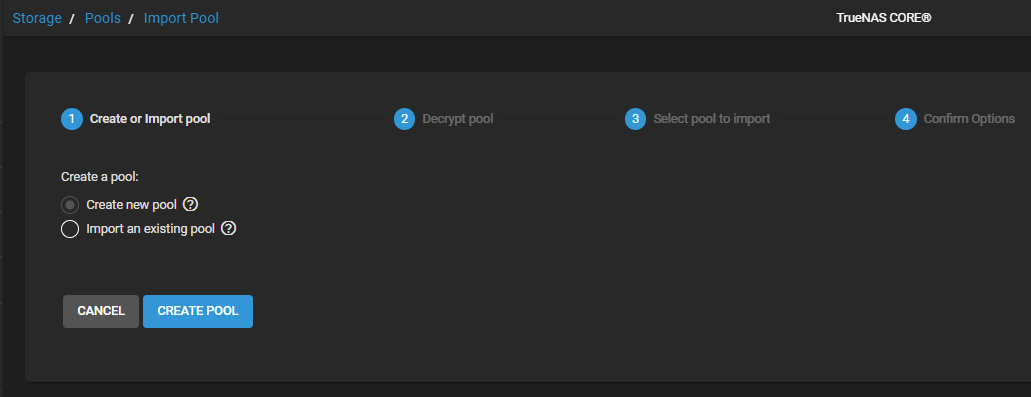 Storage / Pools / Import Pool TrueNAS CORE®
1 Create or Import pool 2 Decrypt pool 3 Select pool to import 4 Confirm Options
Create a pool:
Create new pool ?
Import an existing pool ?
CANCEL CREATE POOL